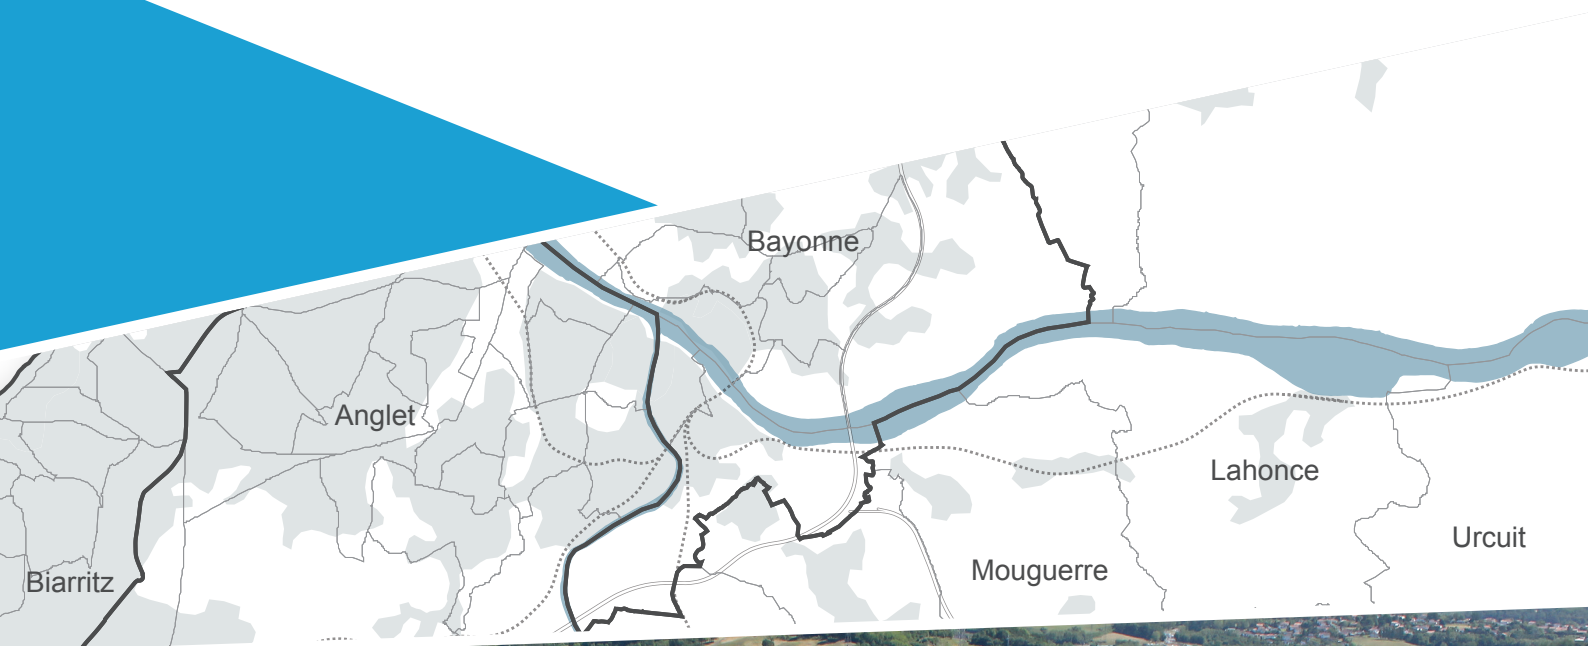 Bayonne
Anglet
Lahonce
Urcuit
Mouguerre
Biarritz